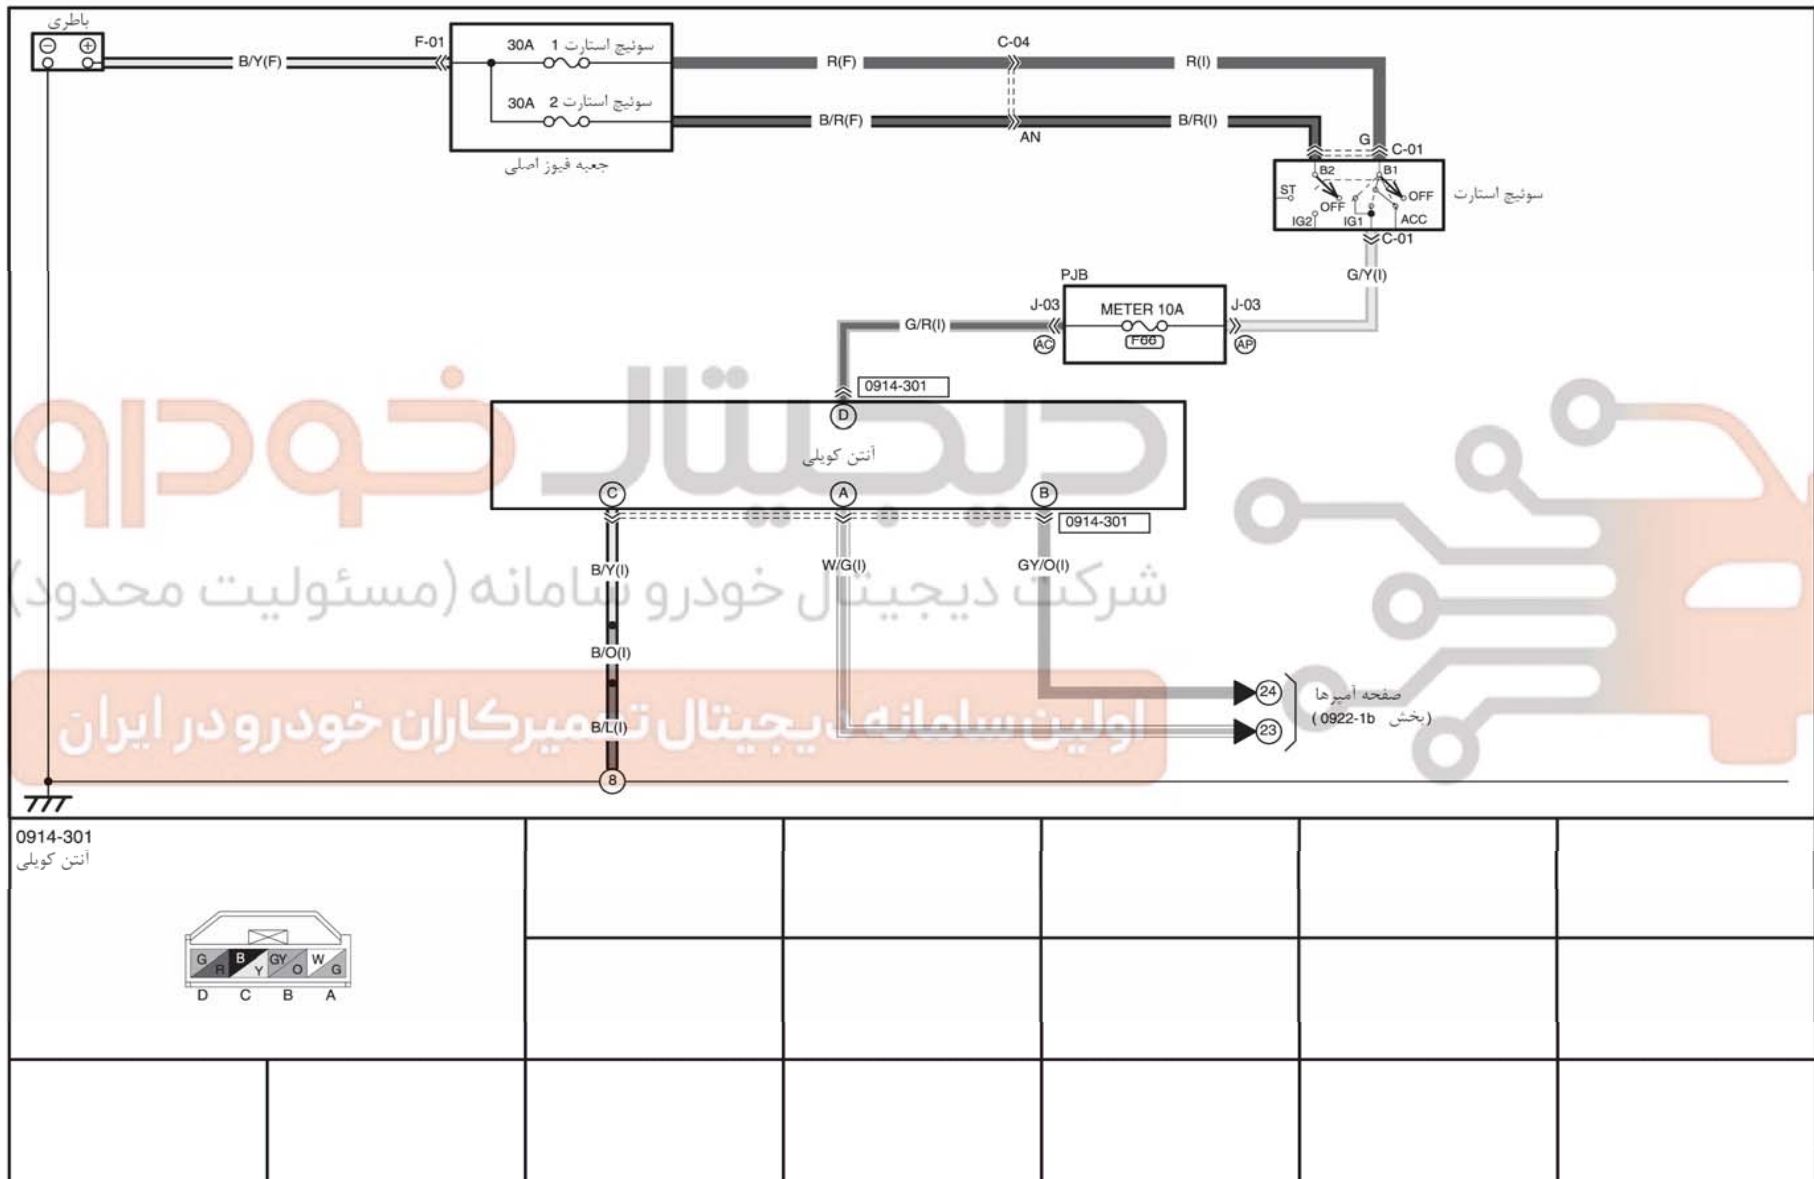 باطری
B/Y(F)
F-01
30A 1 سوئیچ استارت
30A 2 سوئیچ استارت
جعبه فیوز اصلی
R(F)
C-04
R(I)
B/R(F)
AN
B/R(I)
G
C-01
B2
B1
ST
OFF
OFF
IG2
IG1
ACC
سوئیچ استارت
C-01
G/Y(I)
PJB
J-03
METER 10A
J-03
F66
AC
AP
G/R(I)
0914-301
D
آنتن کویلی
C
A
B
0914-301
دیجیتال خودرو
B/Y(I)
W/G(I)
GY/O(I)
شرکت دیجیتال خودرو سامانه (مسئولیت محدود)
B/O(I)
24
صفحه آمپرها
(بخش 0922-1b)
23
اولین سامانه دیجیتال تعمیرکاران خودرو در ایران
B/L(I)
8
0914-301
آنتن کویلی
G R B Y GY O W G
D C B A